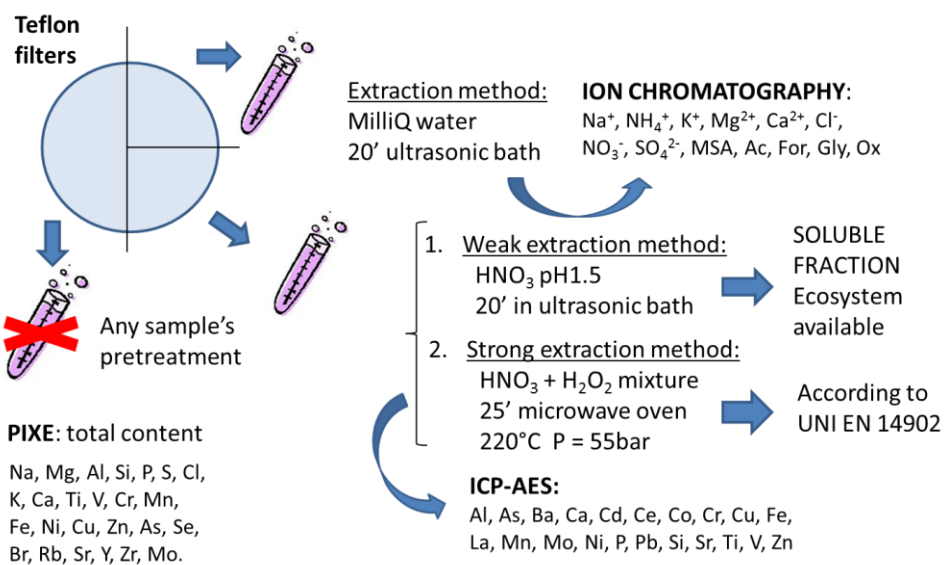 Teflon
filters
Extraction method:
MilliQ water
20’ ultrasonic bath
ION CHROMATOGRAPHY:
Na⁺, NH₄⁺, K⁺, Mg²⁺, Ca²⁺, Cl⁻,
NO₃⁻, SO₄²⁻, MSA, Ac, For, Gly, Ox
1. Weak extraction method:
HNO₃ pH1.5
20’ in ultrasonic bath
SOLUBLE
FRACTION
Ecosystem
available
2. Strong extraction method:
HNO₃ + H₂O₂ mixture
25’ microwave oven
220°C P = 55bar
According to
UNI EN 14902
Any sample’s
pretreatment
PIXE: total content
Na, Mg, Al, Si, P, S, Cl,
K, Ca, Ti, V, Cr, Mn,
Fe, Ni, Cu, Zn, As, Se,
Br, Rb, Sr, Y, Zr, Mo.
ICP-AES:
Al, As, Ba, Ca, Cd, Ce, Co, Cr, Cu, Fe,
La, Mn, Mo, Ni, P, Pb, Si, Sr, Ti, V, Zn